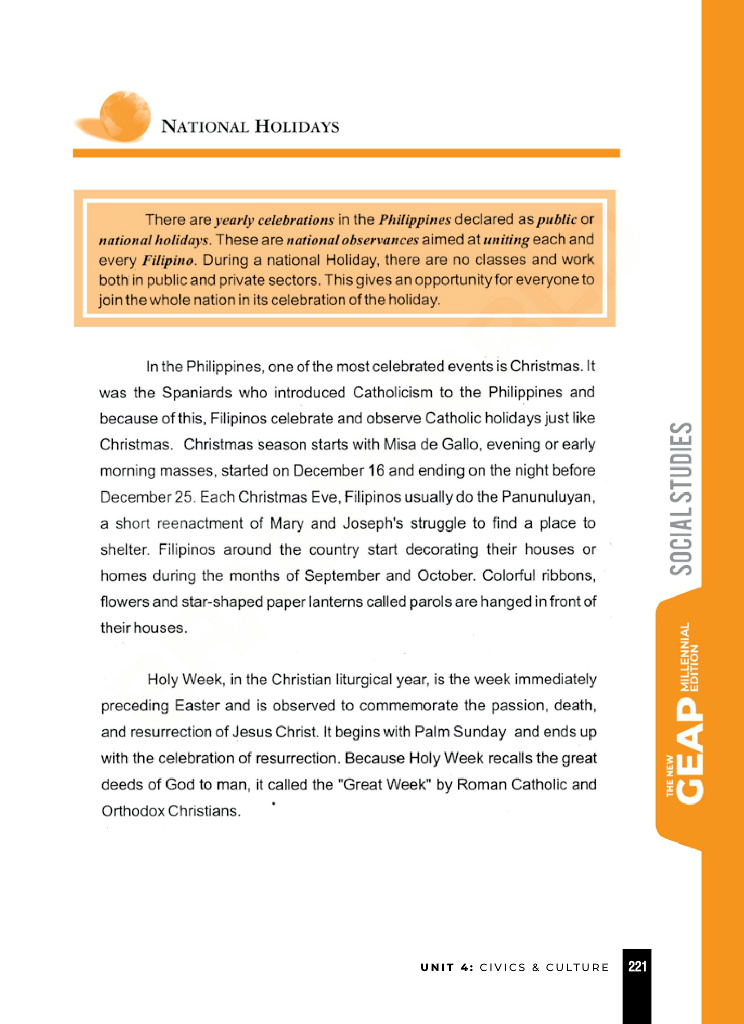 NATIONAL HOLIDAYS
There are yearly celebrations in the Philippines declared as public or
national holidays. These are national observances aimed at uniting each and
every Filipino. During a national Holiday, there are no classes and work
both in public and private sectors. This gives an opportunity for everyone to
join the whole nation in its celebration of the holiday.
In the Philippines, one of the most celebrated events is Christmas. It
was the Spaniards who introduced Catholicism to the Philippines and
because of this, Filipinos celebrate and observe Catholic holidays just like
Christmas. Christmas season starts with Misa de Gallo, evening or early
morning masses, started on December 16 and ending on the night before
December 25. Each Christmas Eve, Filipinos usually do the Panunuluyan,
a short reenactment of Mary and Joseph's struggle to find a place to
shelter. Filipinos around the country start decorating their houses or
homes during the months of September and October. Colorful ribbons,
flowers and star-shaped paper lanterns called parols are hanged in front of
their houses.
Holy Week, in the Christian liturgical year, is the week immediately
preceding Easter and is observed to commemorate the passion, death,
and resurrection of Jesus Christ. It begins with Palm Sunday and ends up
with the celebration of resurrection. Because Holy Week recalls the great
deeds of God to man, it called the "Great Week" by Roman Catholic and
Orthodox Christians.
SOCIAL STUDIES
THE NEW
GEAP
MILLENNIAL
EDITION
UNIT 4: CIVICS & CULTURE 221